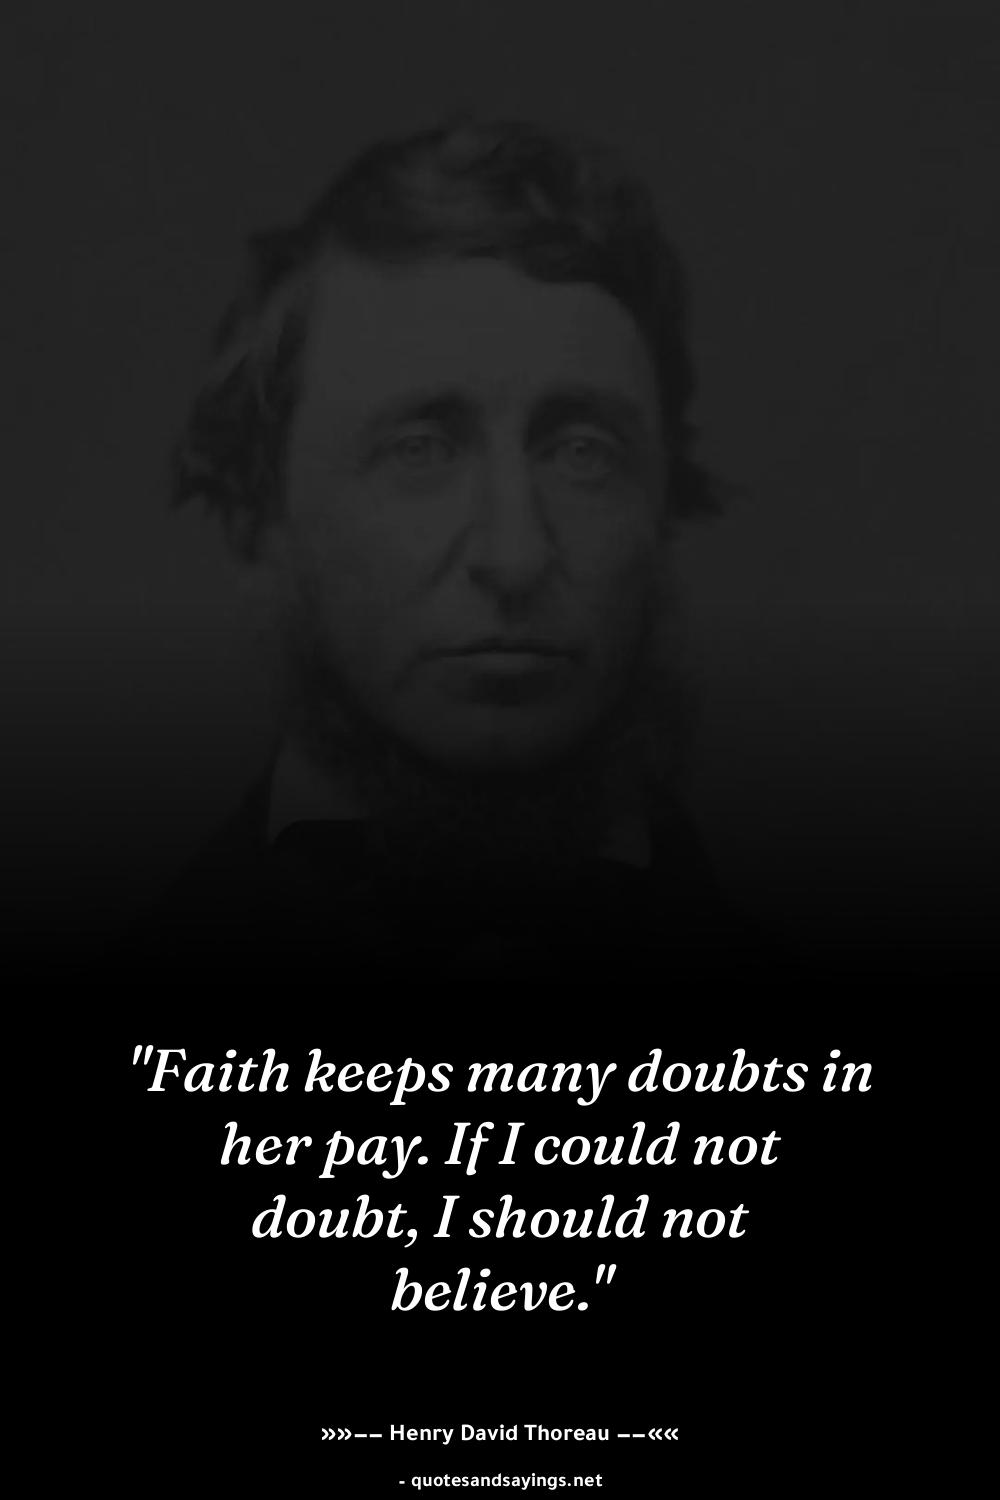 "Faith keeps many doubts in
her pay. If I could not
doubt, I should not
believe."
»»−− Henry David Thoreau −−««
- quotesandsayings.net